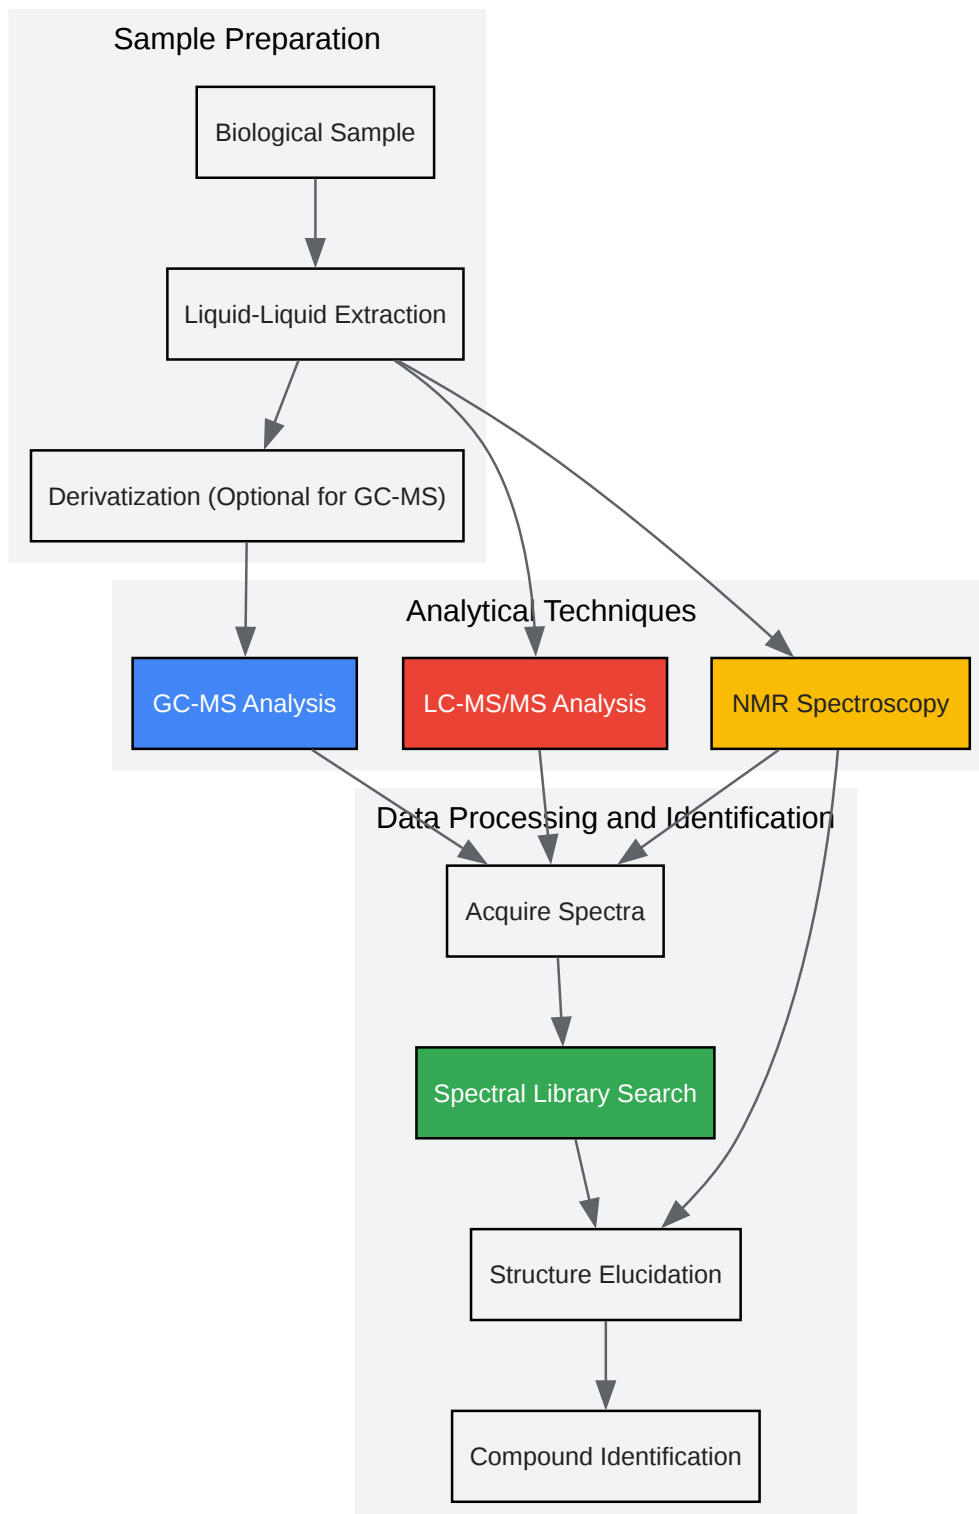 Sample Preparation
Biological Sample
Liquid-Liquid Extraction
Derivatization (Optional for GC-MS)
Analytical Techniques
GC-MS Analysis
LC-MS/MS Analysis
NMR Spectroscopy
Data Processing and Identification
Acquire Spectra
Spectral Library Search
Structure Elucidation
Compound Identification